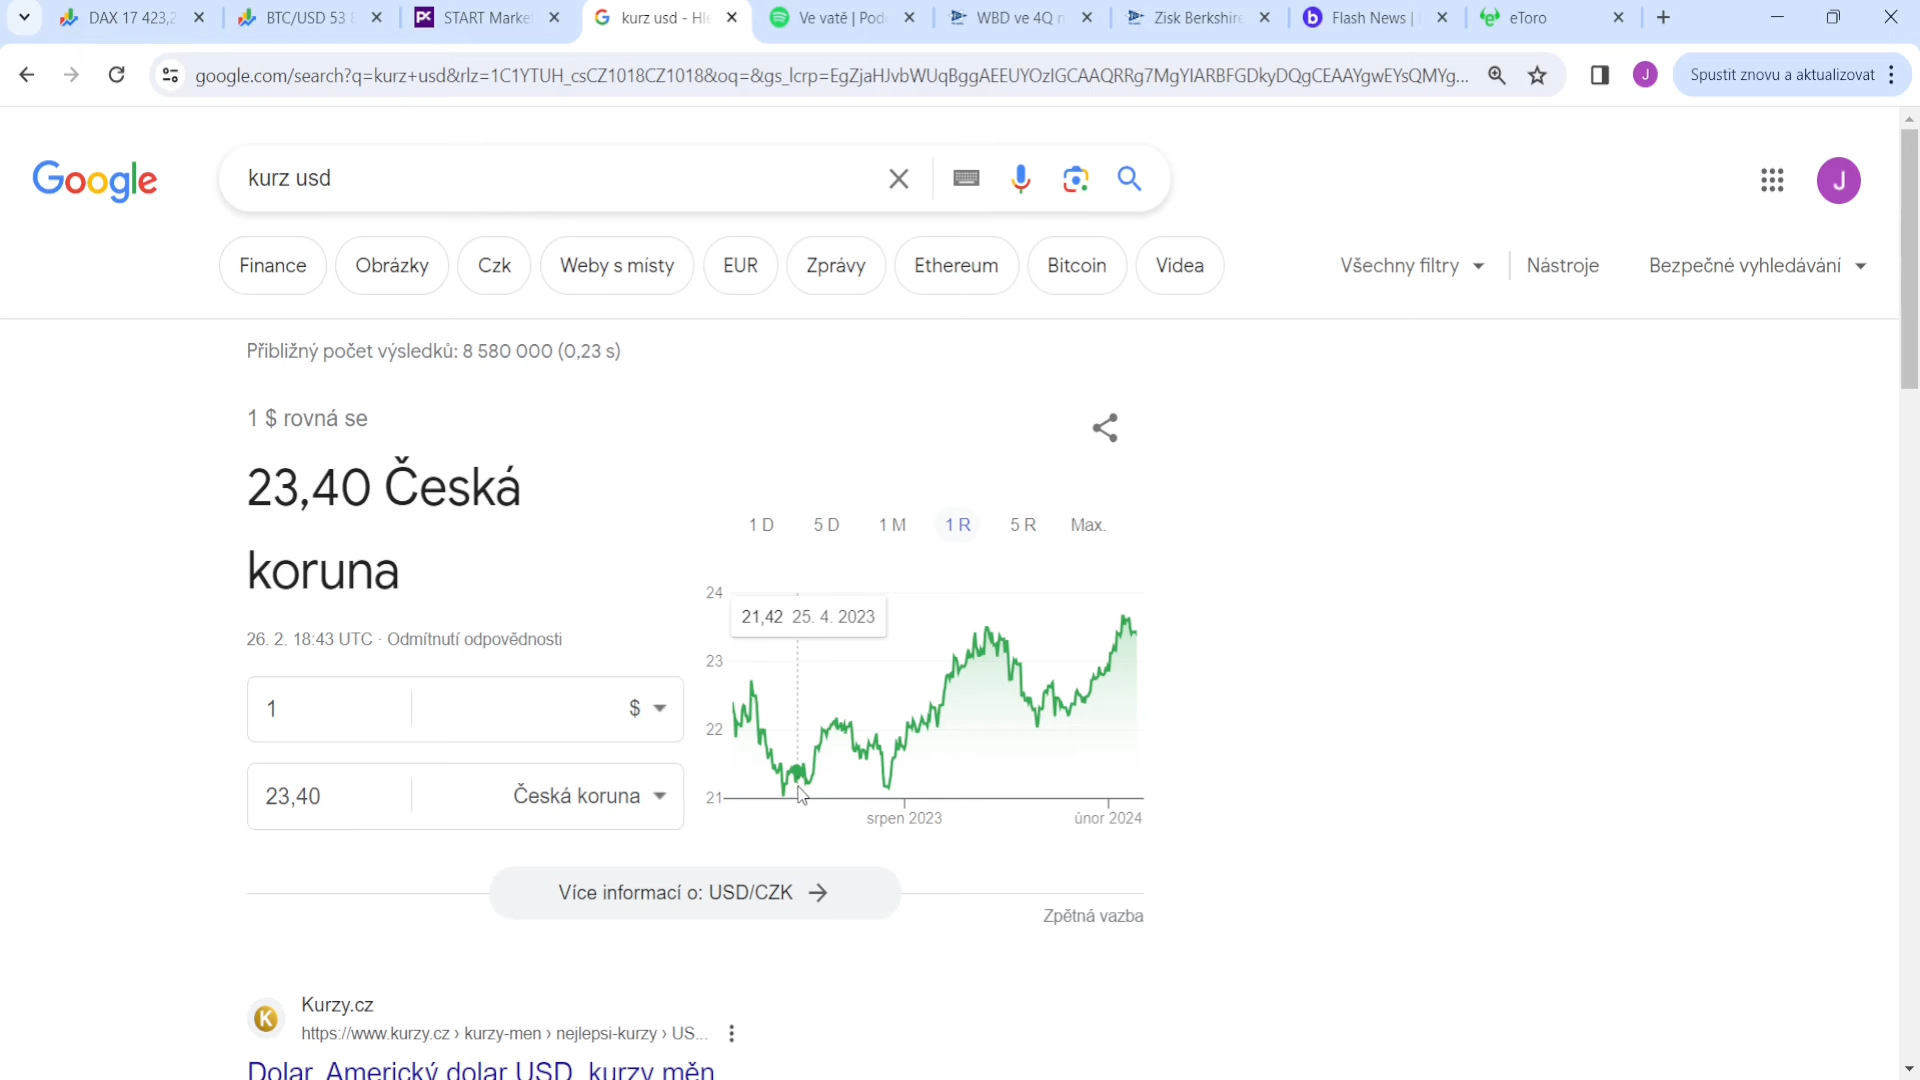 DAX 17 423,2
BTC/USD 53 8
START Marke
kurz usd - Hle
Ve vatě | Pod
WBD ve 4Q n
Zisk Berkshire
Flash News |
eToro
google.com/search?q=kurz+usd&rlz=1C1YTUH_csCZ1018CZ1018&oq=&gs_lcrp=EgZjaHJvbWUqBggAEEUYOzIGCAAQRRg7MgYIARBFGDkyDQgCEAAYgwEYsQMYg...
J
Spustit znovu a aktualizovat
Google
kurz usd
J
Finance
Obrázky
Czk
Weby s místy
EUR
Zprávy
Ethereum
Bitcoin
Videa
Všechny filtry
Nástroje
Bezpečné vyhledávání
Přibližný počet výsledků: 8 580 000 (0,23 s)
1 $ rovná se
23,40 Česká
koruna
26. 2. 18:43 UTC · Odmítnutí odpovědnosti
1 $
23,40 Česká koruna
1 D 5 D 1 M 1 R 5 R Max.
24
21,42 25. 4. 2023
23
22
21
srpen 2023 únor 2024
Více informací o: USD/CZK
Zpětná vazba
K
Kurzy.cz
https://www.kurzy.cz › kurzy-men › nejlepsi-kurzy › US...
Dolar, Americký dolar USD, kurzy měn